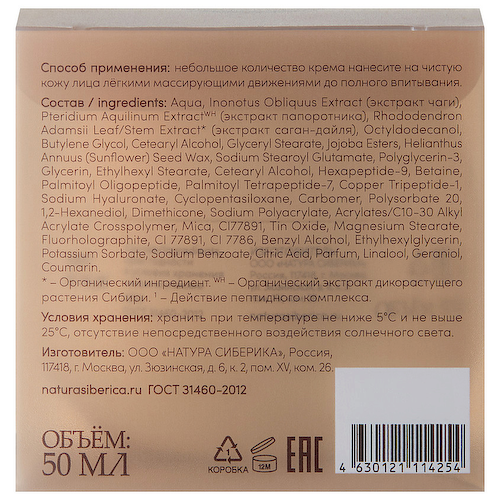 Способ применения: небольшое количество крема нанесите на чистую
кожу лица лёгкими массирующими движениями до полного впитывания.
Состав / ingredients: Aqua, Inonotus Obliquus Extract (экстракт чаги),
Pteridium Aquilinum Extractᵂᴴ (экстракт папоротника), Rhododendron
Adamsii Leaf/Stem Extract* (экстракт саган-дайля), Octyldodecanol,
Butylene Glycol, Cetearyl Alcohol, Glyceryl Stearate, Jojoba Esters, Helianthus
Annuus (Sunflower) Seed Wax, Sodium Stearoyl Glutamate, Polyglycerin-3,
Glycerin, Ethylhexyl Stearate, Cetearyl Alcohol, Hexapeptide-9, Betaine,
Palmitoyl Oligopeptide, Palmitoyl Tetrapeptide-7, Copper Tripeptide-1,
Sodium Hyaluronate, Cyclopentasiloxane, Carbomer, Polysorbate 20,
1,2-Hexanediol, Dimethicone, Sodium Polyacrylate, Acrylates/C10-30 Alkyl
Acrylate Crosspolymer, Mica, CI77891, Tin Oxide, Magnesium Stearate,
Fluorphlogophite, CI 77891, CI 7786, Benzyl Alcohol, Ethylhexylglycerin,
Potassium Sorbate, Sodium Benzoate, Citric Acid, Parfum, Linalool, Geraniol,
Coumarin.
* – Органический ингредиент. ᵂᴴ – Органический экстракт дикорастущего
растения Сибири. ! – Действие пептидного комплекса.
Условия хранения: хранить при температуре не ниже 5°С и не выше
25°С, отсутствие непосредственного воздействия солнечного света.
Изготовитель: ООО «НАТУРА СИБЕРИКА», Россия,
117418, г. Москва, ул. Зюзинская, д. 6, к. 2, пом. XV, ком. 26.
naturasiberica.ru ГОСТ 31460-2012
ОБЪЁМ:
50 МЛ
1
КОРОБКА
12M
EAC
4 630121 114254